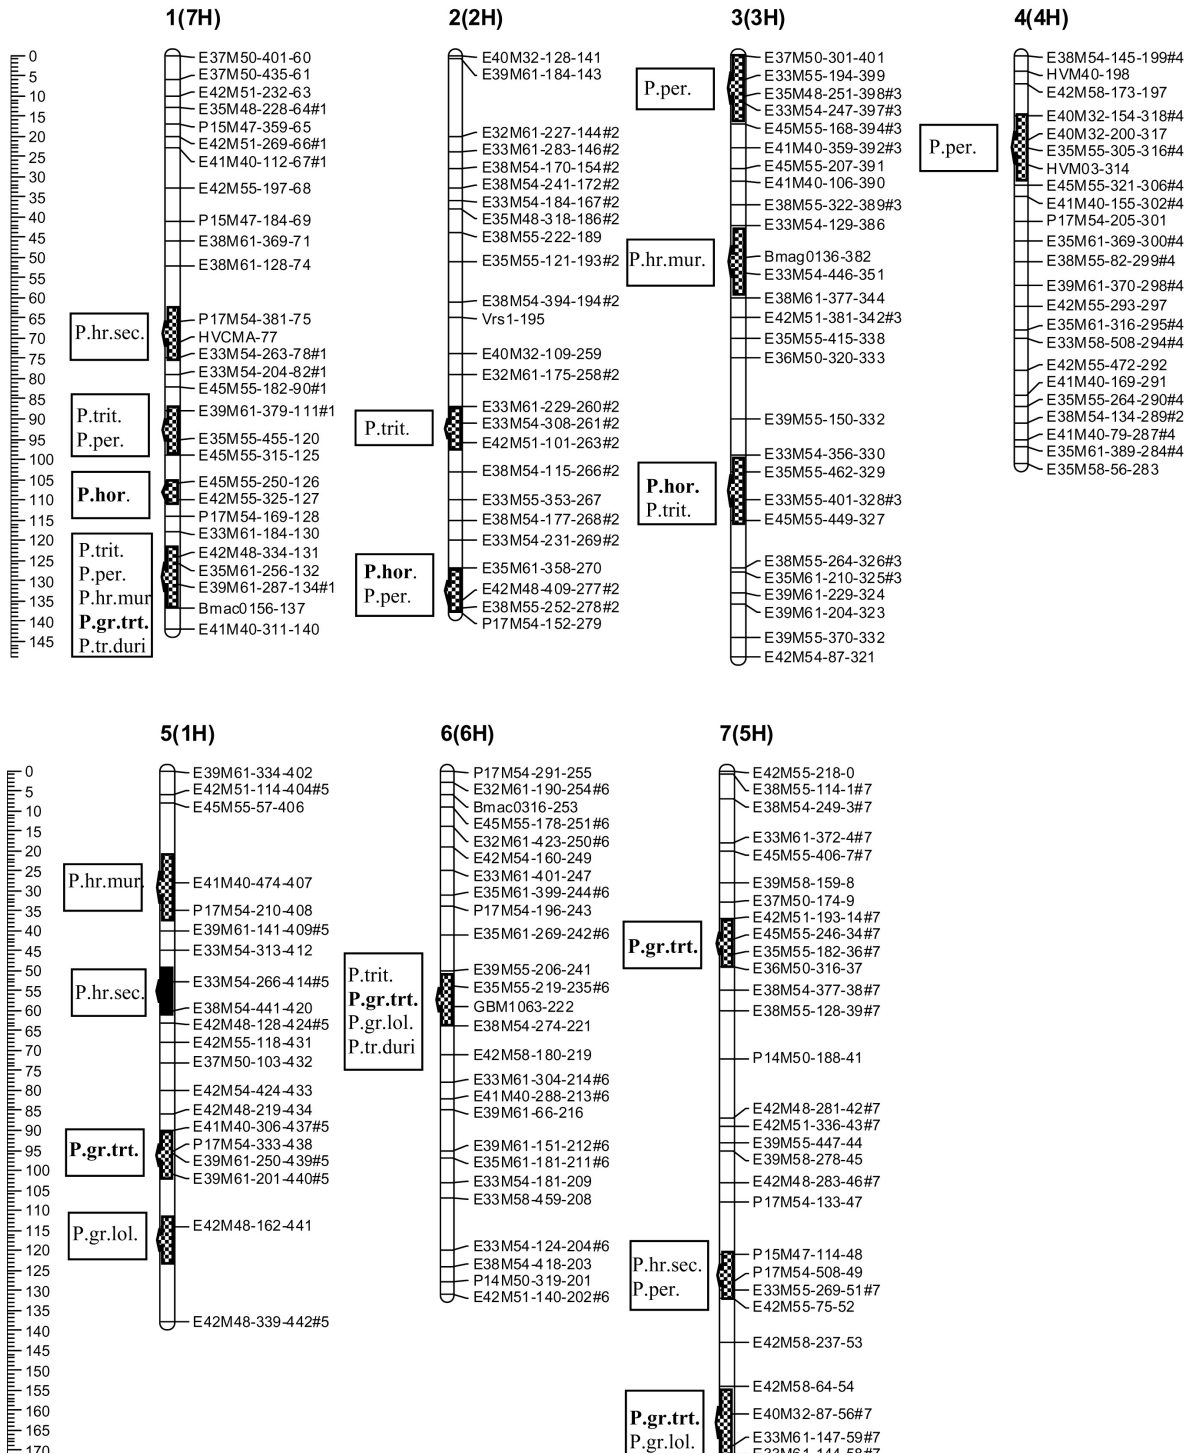 1(7H)
0
5
10
15
20
25
30
35
40
45
50
55
60
65
70
75
80
85
90
95
100
105
110
115
120
125
130
135
140
145
E37M50-401-60
E37M50-435-61
E42M51-232-63
E35M48-228-64#1
P15M47-359-65
E42M51-269-66#1
E41M40-112-67#1
E42M55-197-68
P15M47-184-69
E38M61-369-71
E38M61-128-74
P17M54-381-75
HVCMA-77
E33M54-263-78#1
E33M54-204-82#1
E45M55-182-90#1
E39M61-379-111#1
E35M55-455-120
E45M55-315-125
E45M55-250-126
E42M55-325-127
P17M54-169-128
E33M61-184-130
E42M48-334-131
E35M61-256-132
E39M61-287-134#1
Bmac0156-137
E41M40-311-140
P.hr.sec.
P.trit.
P.per.
P.hor.
P.trit.
P.per.
P.hr.mur
P.gr.trt.
P.tr.duri
2(2H)
E40M32-128-141
E39M61-184-143
E32M61-227-144#2
E33M61-283-146#2
E38M54-170-154#2
E38M54-241-172#2
E33M54-184-167#2
E35M48-318-186#2
E38M55-222-189
E35M55-121-193#2
E38M54-394-194#2
Vrs1-195
E40M32-109-259
E32M61-175-258#2
E33M61-229-260#2
E33M54-308-261#2
E42M51-101-263#2
E38M54-115-266#2
E33M55-353-267
E38M54-177-268#2
E33M54-231-269#2
E35M61-358-270
E42M48-409-277#2
E38M55-252-278#2
P17M54-152-279
P.trit.
P.hor.
P.per.
3(3H)
E37M50-301-401
E33M55-194-399
E35M48-251-398#3
E33M54-247-397#3
E45M55-168-394#3
E41M40-359-392#3
E45M55-207-391
E41M40-106-390
E38M55-322-389#3
E33M54-129-386
Bmag0136-382
E33M54-446-351
E38M61-377-344
E42M51-381-342#3
E35M55-415-338
E36M50-320-333
E39M55-150-332
E33M54-356-330
E35M55-462-329
E33M55-401-328#3
E45M55-449-327
E38M55-264-326#3
E35M61-210-325#3
E39M61-229-324
E39M61-204-323
E39M55-370-332
E42M54-87-321
P.per.
P.hr.mur.
P.hor.
P.trit.
4(4H)
E38M54-145-199#4
HVM40-198
E42M58-173-197
E40M32-154-318#4
E40M32-200-317
E35M55-305-316#4
HVM03-314
E45M55-321-306#4
E41M40-155-302#4
P17M54-205-301
E35M61-369-300#4
E38M55-82-299#4
E39M61-370-298#4
E42M55-293-297
E35M61-316-295#4
E33M58-508-294#4
E42M55-472-292
E41M40-169-291
E35M55-264-290#4
E38M54-134-289#2
E41M40-79-287#4
E35M61-389-284#4
E35M58-56-283
P.per.
5(1H)
0
5
10
15
20
25
30
35
40
45
50
55
60
65
70
75
80
85
90
95
100
105
110
115
120
125
130
135
140
145
150
155
160
165
170
E39M61-334-402
E42M51-114-404#5
E45M55-57-406
E41M40-474-407
P17M54-210-408
E39M61-141-409#5
E33M54-313-412
E33M54-266-414#5
E38M54-441-420
E42M48-128-424#5
E42M55-118-431
E37M50-103-432
E42M54-424-433
E42M48-219-434
E41M40-306-437#5
P17M54-333-438
E39M61-250-439#5
E39M61-201-440#5
E42M48-162-441
E42M48-339-442#5
P.hr.mur.
P.hr.sec.
P.gr.trt.
P.gr.lol.
6(6H)
P17M54-291-255
E32M61-190-254#6
Bmac0316-253
E45M55-178-251#6
E32M61-423-250#6
E42M54-160-249
E33M61-401-247
E35M61-399-244#6
P17M54-196-243
E35M61-269-242#6
E39M55-206-241
E35M55-219-235#6
GBM1063-222
E38M54-274-221
E42M58-180-219
E33M61-304-214#6
E41M40-288-213#6
E39M61-66-216
E39M61-151-212#6
E35M61-181-211#6
E33M54-181-209
E33M58-459-208
E33M54-124-204#6
E38M54-418-203
P14M50-319-201
E42M51-140-202#6
P.trit.
P.gr.trt.
P.gr.lol.
P.tr.duri
7(5H)
E42M55-218-0
E38M55-114-1#7
E38M54-249-3#7
E33M61-372-4#7
E45M55-406-7#7
E39M58-159-8
E37M50-174-9
E42M51-193-14#7
E45M55-246-34#7
E35M55-182-36#7
E36M50-316-37
E38M54-377-38#7
E38M55-128-39#7
P14M50-188-41
E42M48-281-42#7
E42M51-336-43#7
E39M55-447-44
E39M58-278-45
E42M48-283-46#7
P17M54-133-47
P15M47-114-48
P17M54-508-49
E33M55-269-51#7
E42M55-75-52
E42M58-237-53
E42M58-64-54
E40M32-87-56#7
E33M61-147-59#7
E33M61-144-58#7
P.gr.trt.
P.hr.sec.
P.per.
P.gr.trt.
P.gr.lol.